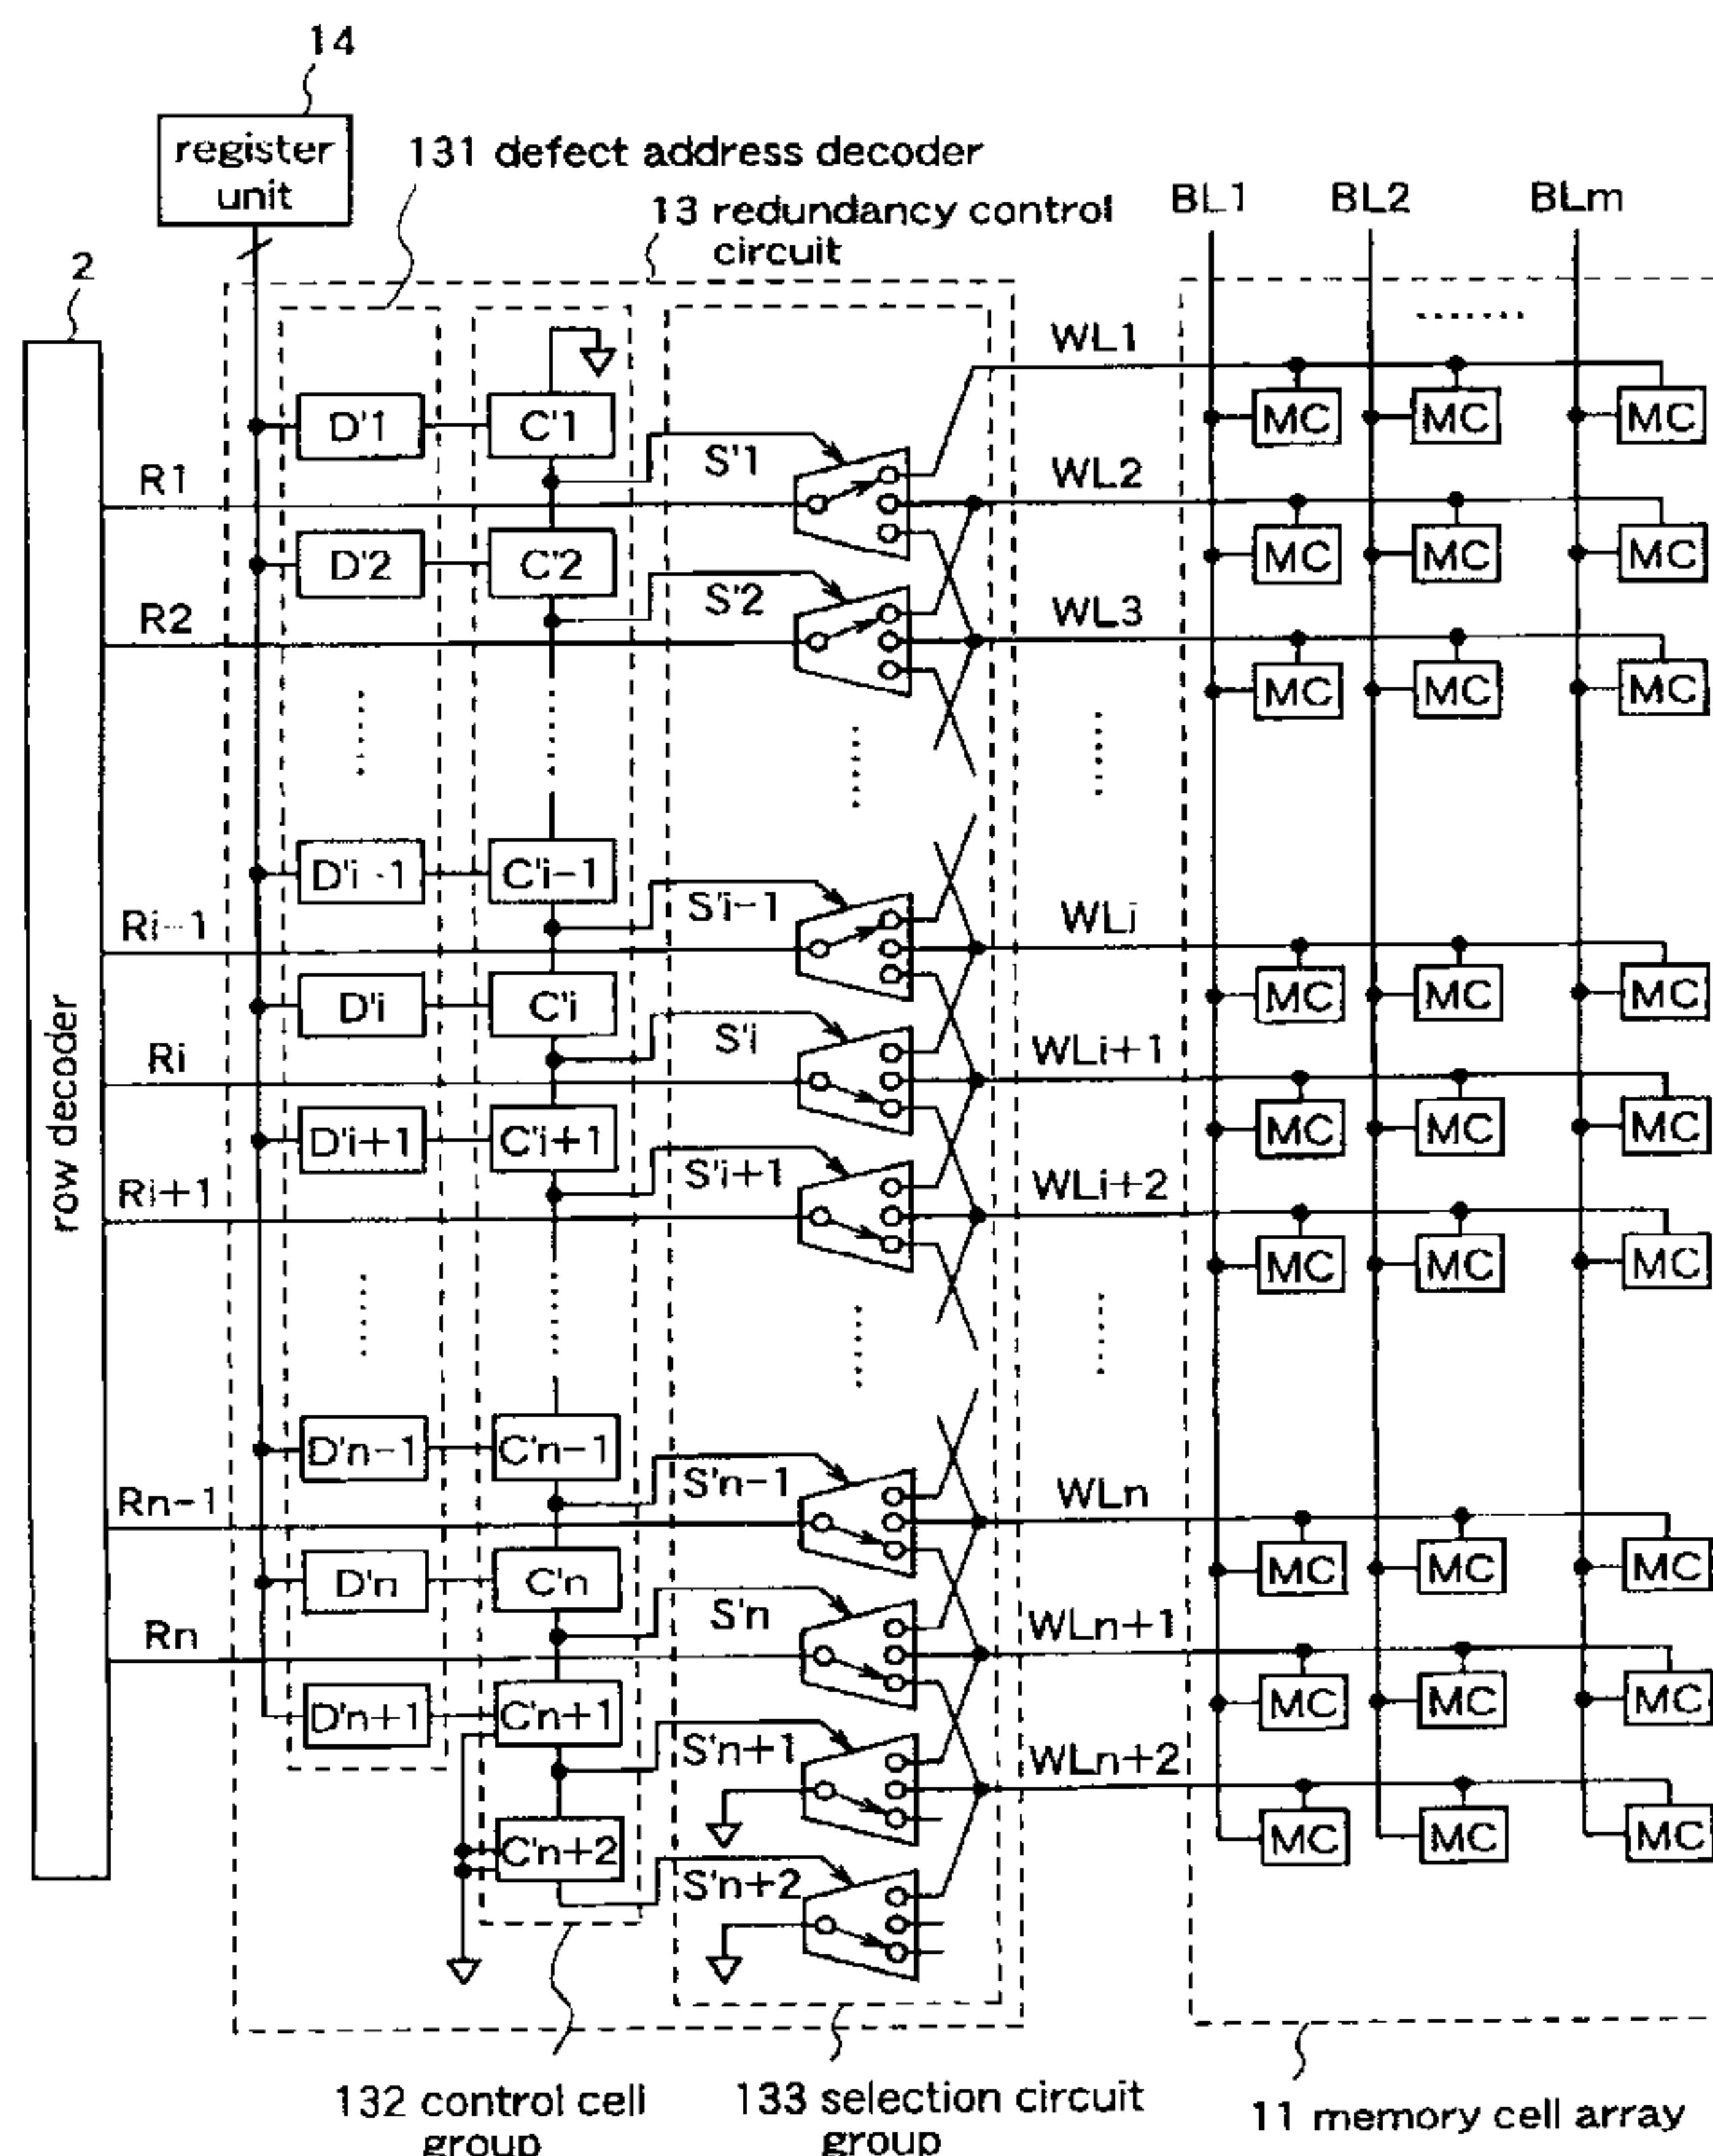 14
register
unit
131 defect address decoder
13 redundancy control
circuit
BL1 BL2 BLm
2
WL1
D'1 C'1 MC MC MC
R1 S'1 WL2
D'2 C'2 MC MC MC
R2 S'2 WL3
MC MC MC
D'i-1 C'i-1
Ri-1 S'i-1 WLi
D'i C'i MC MC MC
Ri S'i WLi+1
D'i+1 C'i+1 MC MC MC
Ri+1 S'i+1 WLi+2
MC MC MC
row decoder
D'n-1 C'n-1
Rn-1 S'n-1 WLn
D'n C'n MC MC MC
Rn S'n WLn+1
D'n+1 C'n+1 MC MC MC
S'n+1 WLn+2
C'n+2 MC MC MC
S'n+2
132 control cell
group
133 selection circuit
group
11 memory cell array